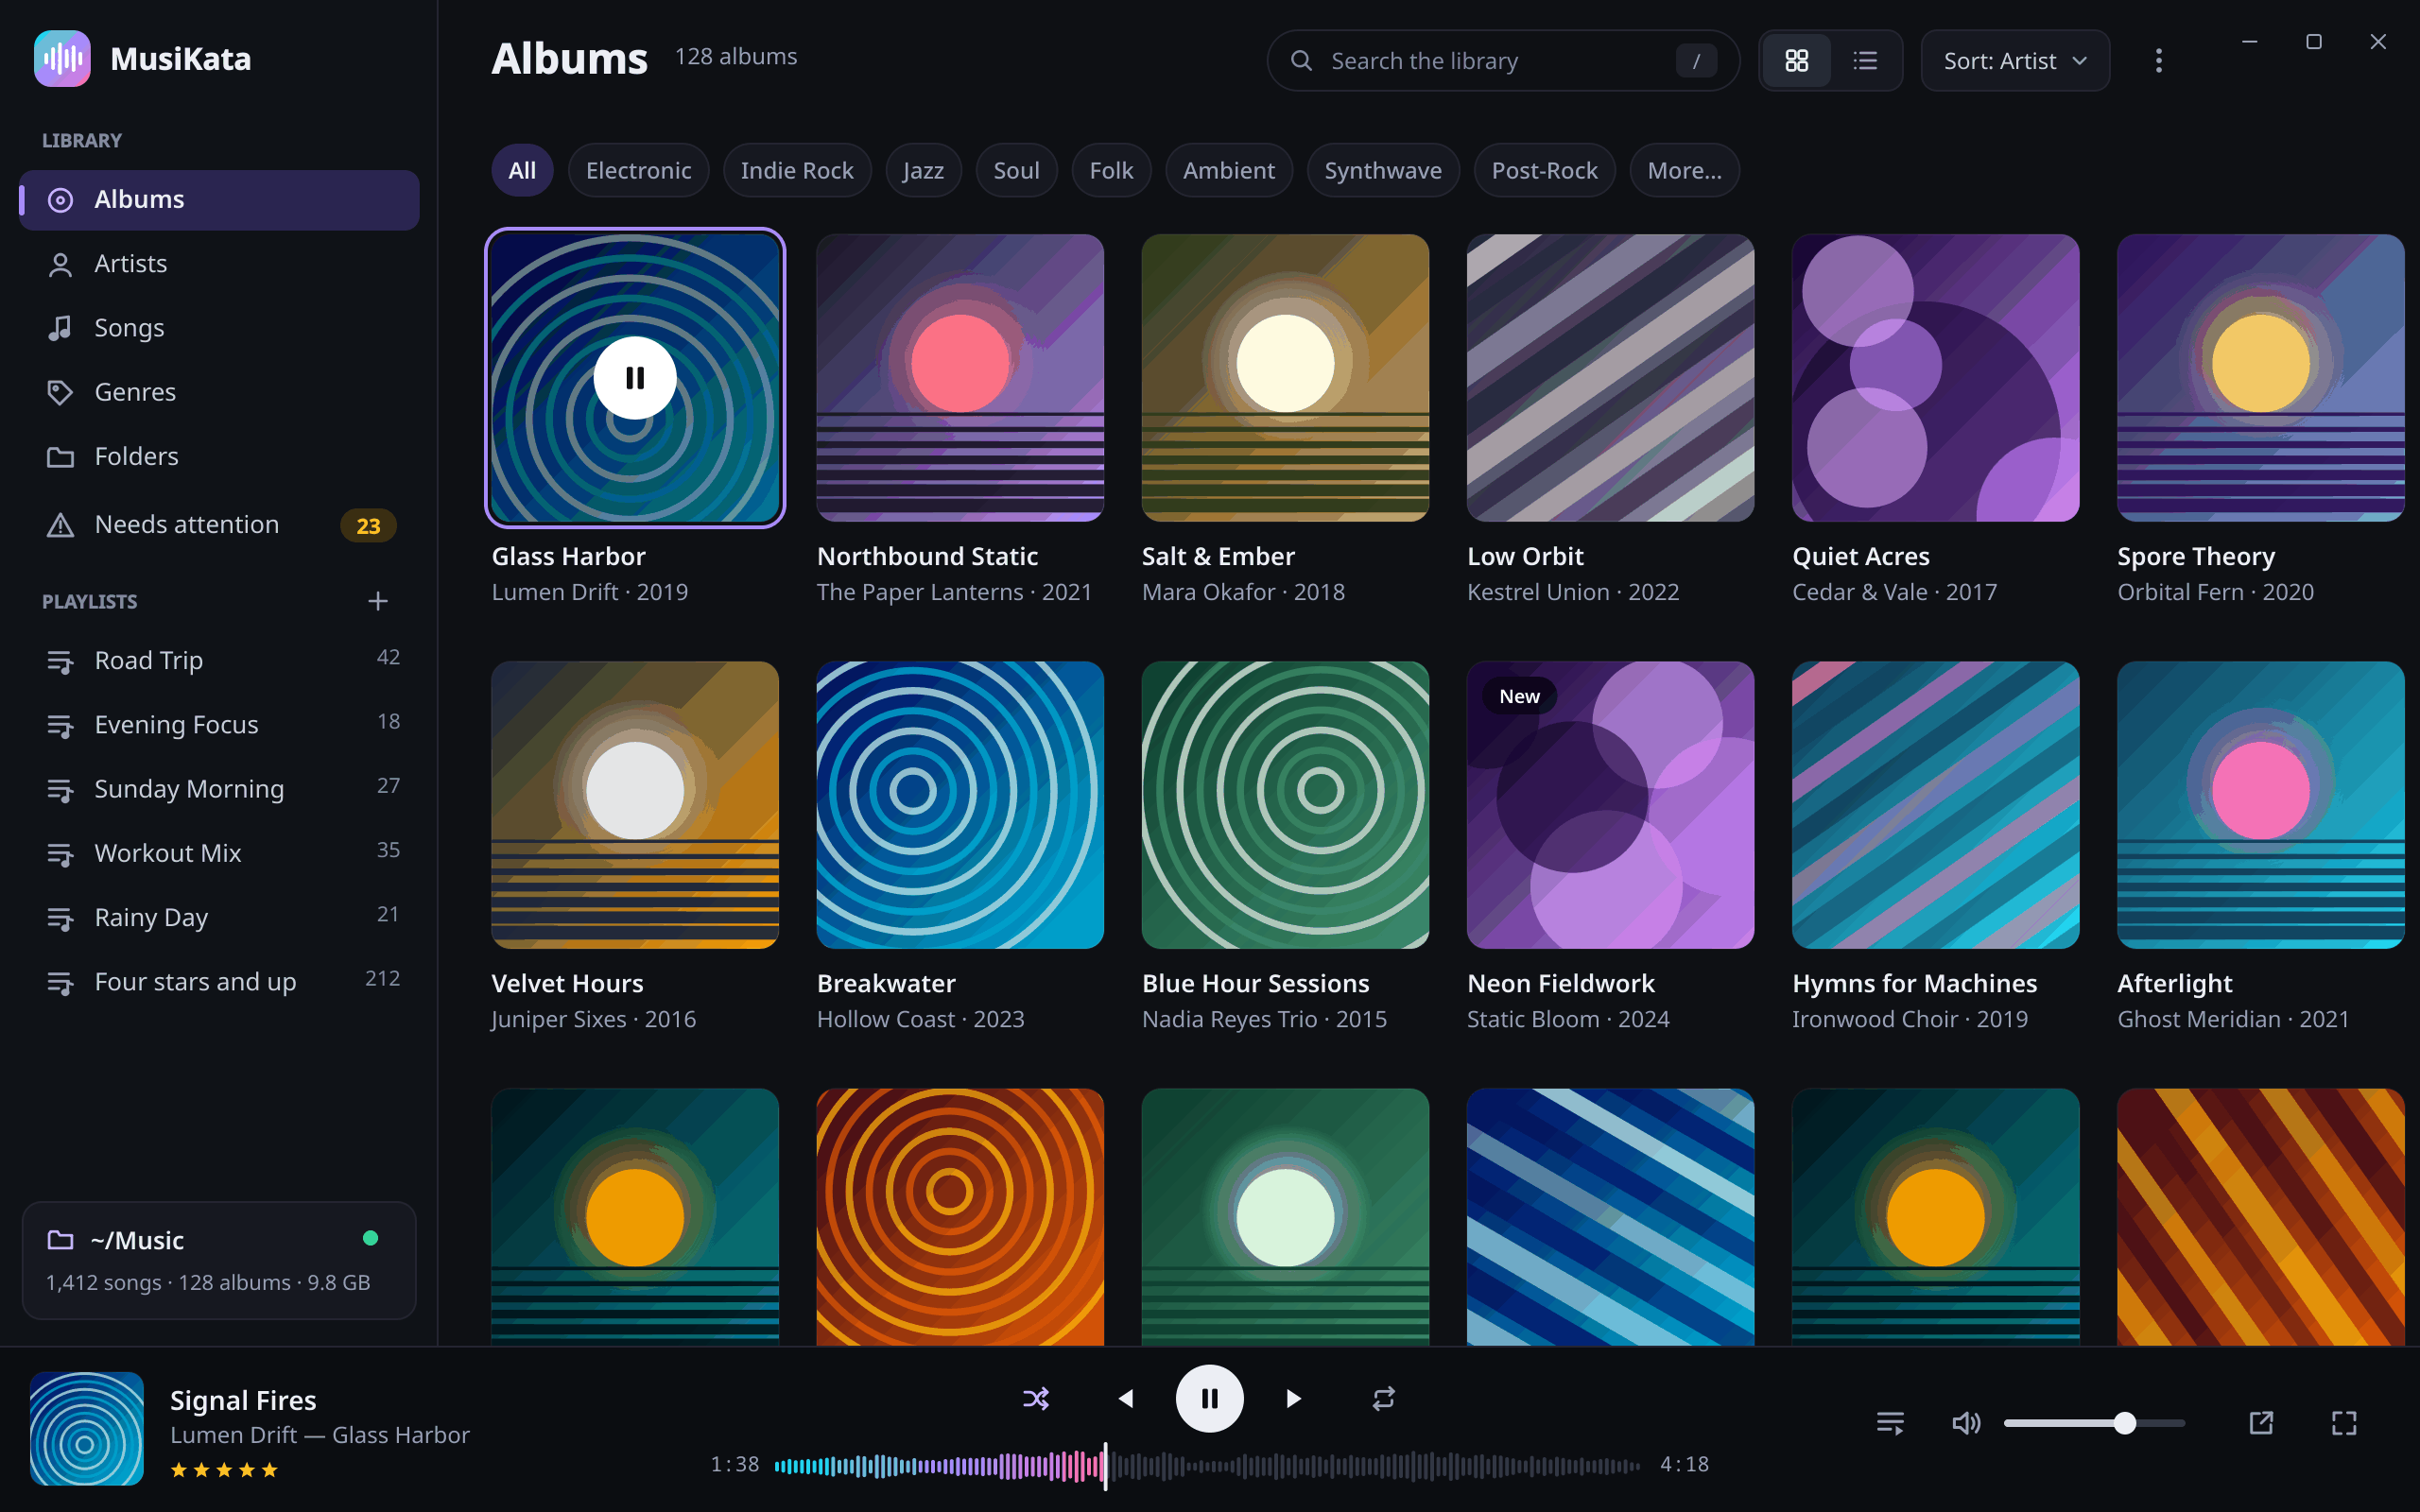 MusiKata
Albums
128 albums
Search the library
/
Sort: Artist
LIBRARY
Albums
Artists
Songs
Genres
Folders
Needs attention
23
PLAYLISTS
Road Trip
42
Evening Focus
18
Sunday Morning
27
Workout Mix
35
Rainy Day
21
Four stars and up
212
~/Music
1,412 songs · 128 albums · 9.8 GB
All
Electronic
Indie Rock
Jazz
Soul
Folk
Ambient
Synthwave
Post-Rock
More...
Glass Harbor
Lumen Drift · 2019
Northbound Static
The Paper Lanterns · 2021
Salt & Ember
Mara Okafor · 2018
Low Orbit
Kestrel Union · 2022
Quiet Acres
Cedar & Vale · 2017
Spore Theory
Orbital Fern · 2020
Velvet Hours
Juniper Sixes · 2016
Breakwater
Hollow Coast · 2023
Blue Hour Sessions
Nadia Reyes Trio · 2015
New
Neon Fieldwork
Static Bloom · 2024
Hymns for Machines
Ironwood Choir · 2019
Afterlight
Ghost Meridian · 2021
Signal Fires
Lumen Drift — Glass Harbor
1:38
4:18